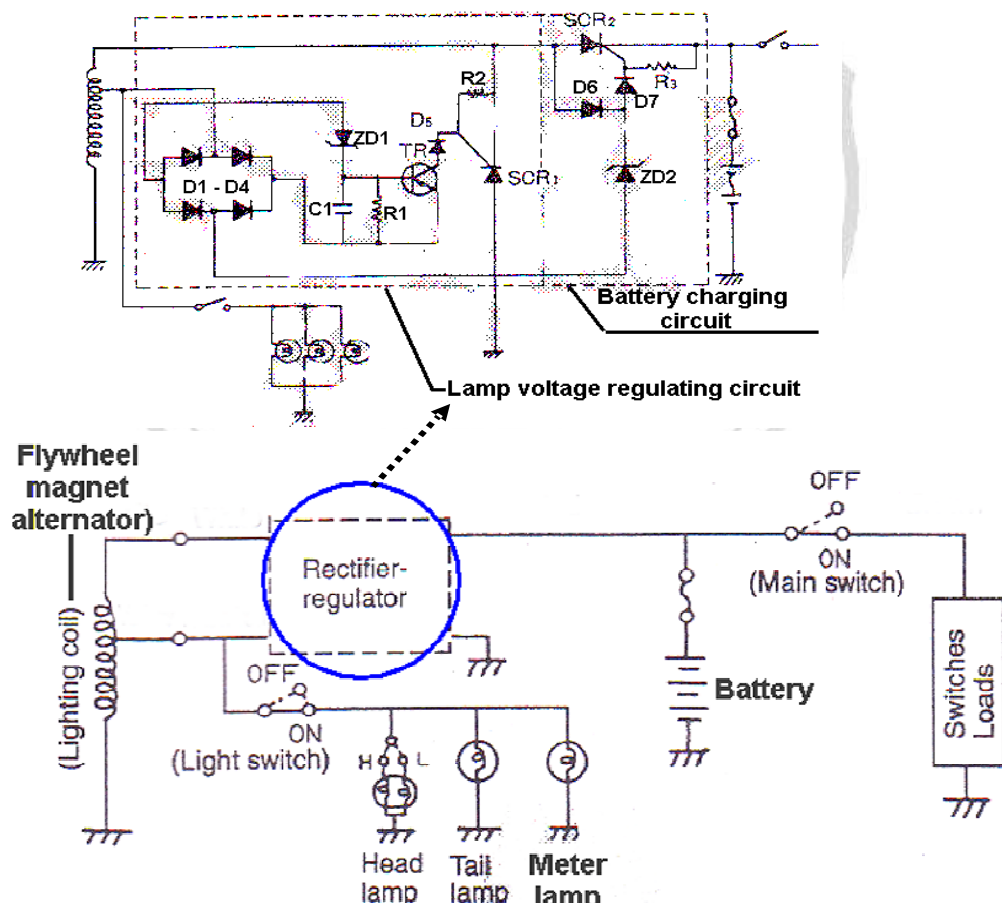 SCR2
R2
R3
D6
D7
ZD1
D5
TR
D1 - D4
SCR1
ZD2
C1
R1
Battery charging
circuit
Lamp voltage regulating circuit
Flywheel
magnet
alternator)
OFF
Rectifier-
regulator
ON
(Main switch)
(Lighting coil)
OFF
Battery
Switches
Loads
ON
(Light switch)
H
L
Head
lamp
Tail
lamp
Meter
lamp